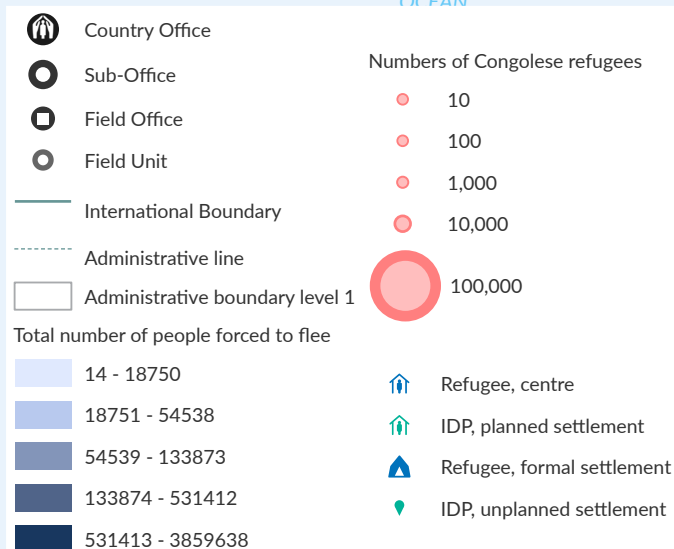 OCEAN
Country Office
Sub-Office
Field Office
Field Unit
International Boundary
Administrative line
Administrative boundary level 1
Total number of people forced to flee
14 - 18750
18751 - 54538
54539 - 133873
133874 - 531412
531413 - 3859638
Numbers of Congolese refugees
10
100
1,000
10,000
100,000
Refugee, centre
IDP, planned settlement
Refugee, formal settlement
IDP, unplanned settlement